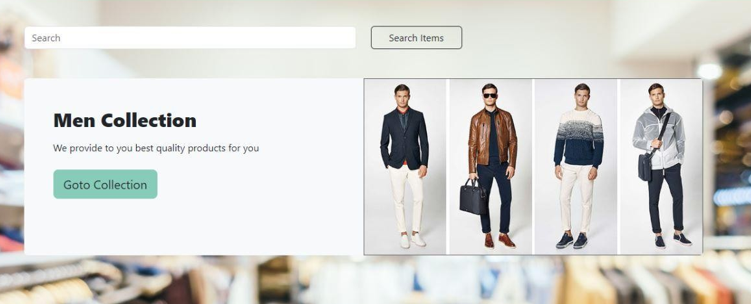 Search
Search Items
Men Collection
We provide to you best quality products for you
Goto Collection